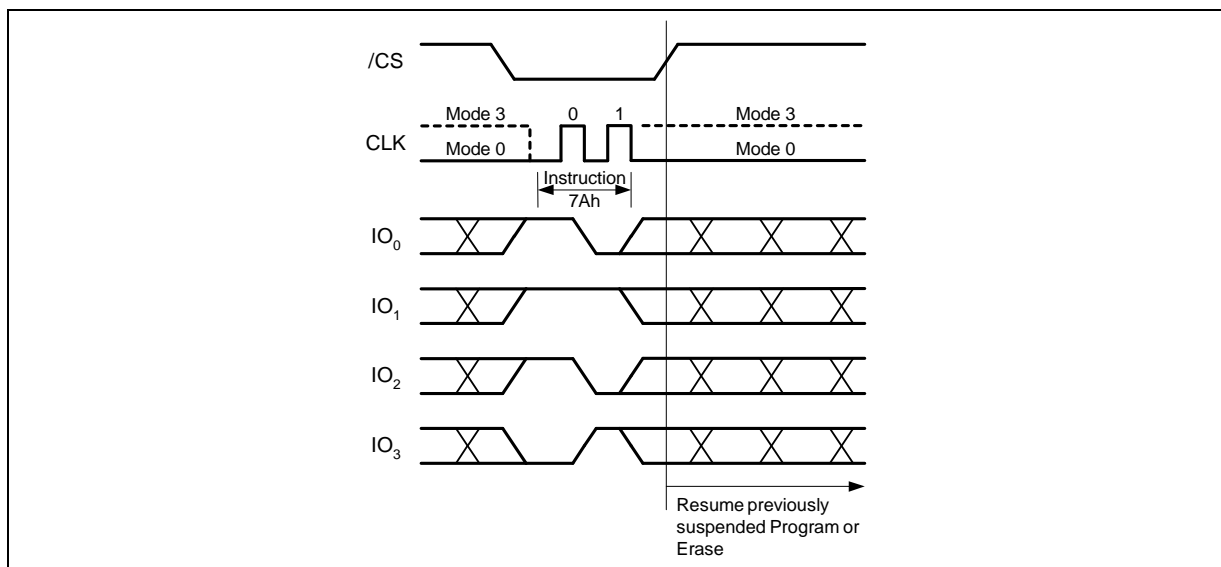 /CS
Mode 3 0 1 Mode 3
CLK
Mode 0 Mode 0
Instruction
7Ah
IO0
IO1
IO2
IO3
Resume previously
suspended Program or
Erase